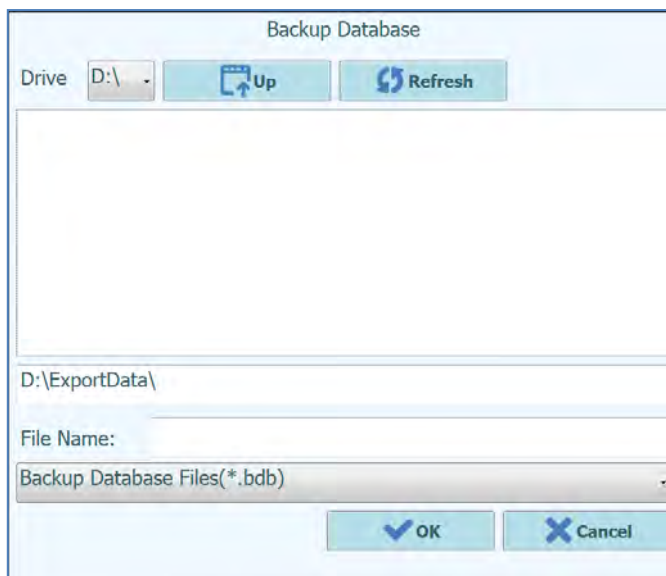 Backup Database
Drive D:\ Up Refresh
D:\ExportData\
File Name:
Backup Database Files(*.bdb)
OK Cancel